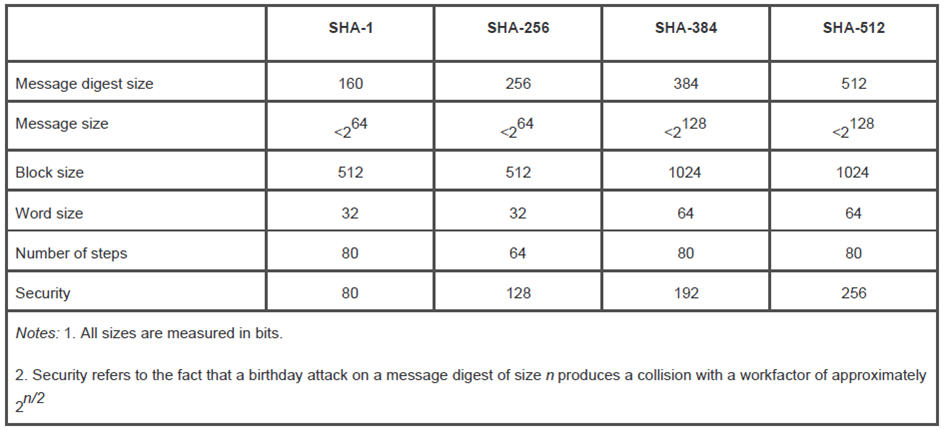 SHA-1 SHA-256 SHA-384 SHA-512
Message digest size 160 256 384 512
Message size <2^64 <2^64 <2^128 <2^128
Block size 512 512 1024 1024
Word size 32 32 64 64
Number of steps 80 64 80 80
Security 80 128 192 256
Notes: 1. All sizes are measured in bits.
2. Security refers to the fact that a birthday attack on a message digest of size n produces a collision with a workfactor of approximately
2^n/2